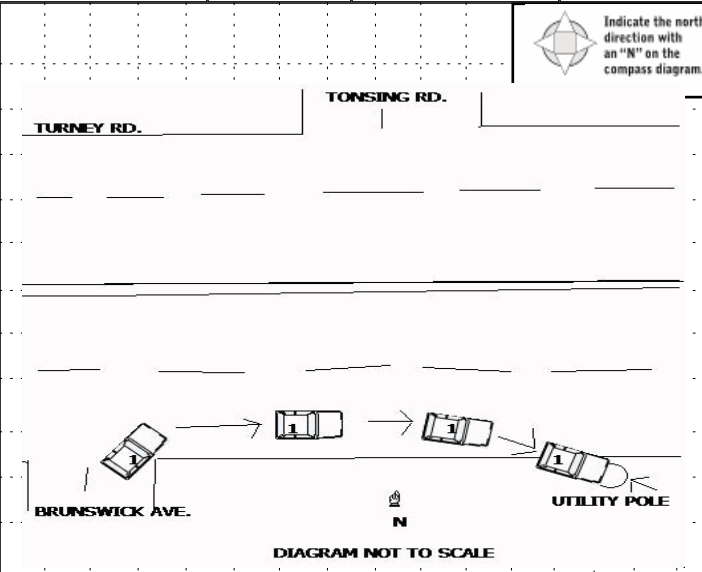 Indicate the north
direction with
an “N” on the
compass diagram.
TONSING RD.
TURNEY RD.
1
1
1
1
BRUNSWICK AVE.
UTILITY POLE
N
DIAGRAM NOT TO SCALE